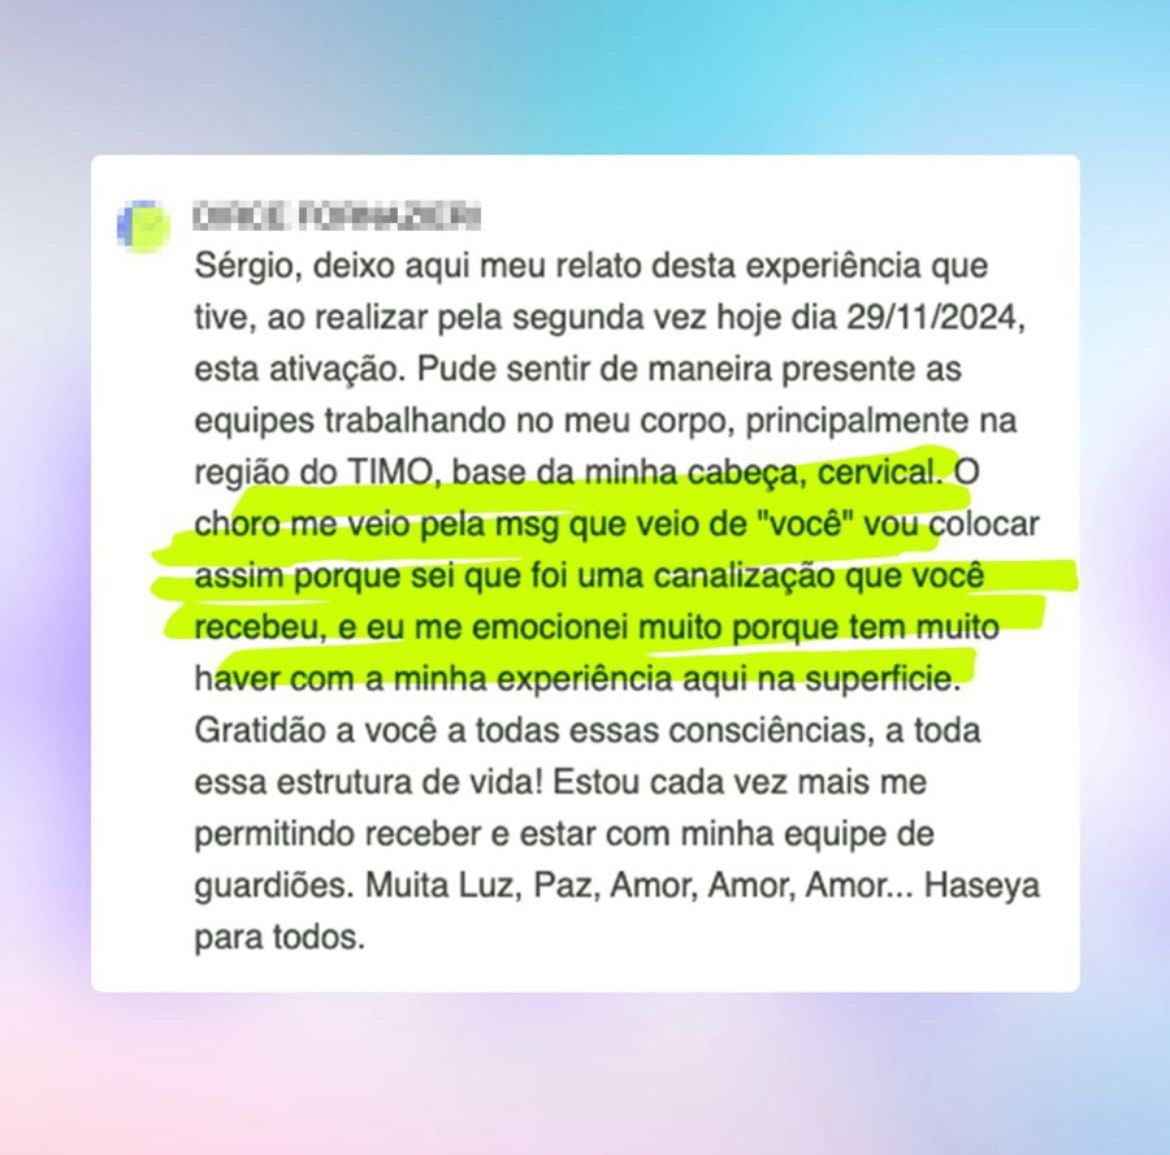 Sérgio, deixo aqui meu relato desta experiência que
tive, ao realizar pela segunda vez hoje dia 29/11/2024,
esta ativação. Pude sentir de maneira presente as
equipes trabalhando no meu corpo, principalmente na
região do TIMO, base da minha cabeça, cervical. O
choro me veio pela msg que veio de "você" vou colocar
assim porque sei que foi uma canalização que você
recebeu, e eu me emocionei muito porque tem muito
haver com a minha experiência aqui na superficie.
Gratidão a você a todas essas consciências, a toda
essa estrutura de vida! Estou cada vez mais me
permitindo receber e estar com minha equipe de
guardiões. Muita Luz, Paz, Amor, Amor, Amor... Haseya
para todos.